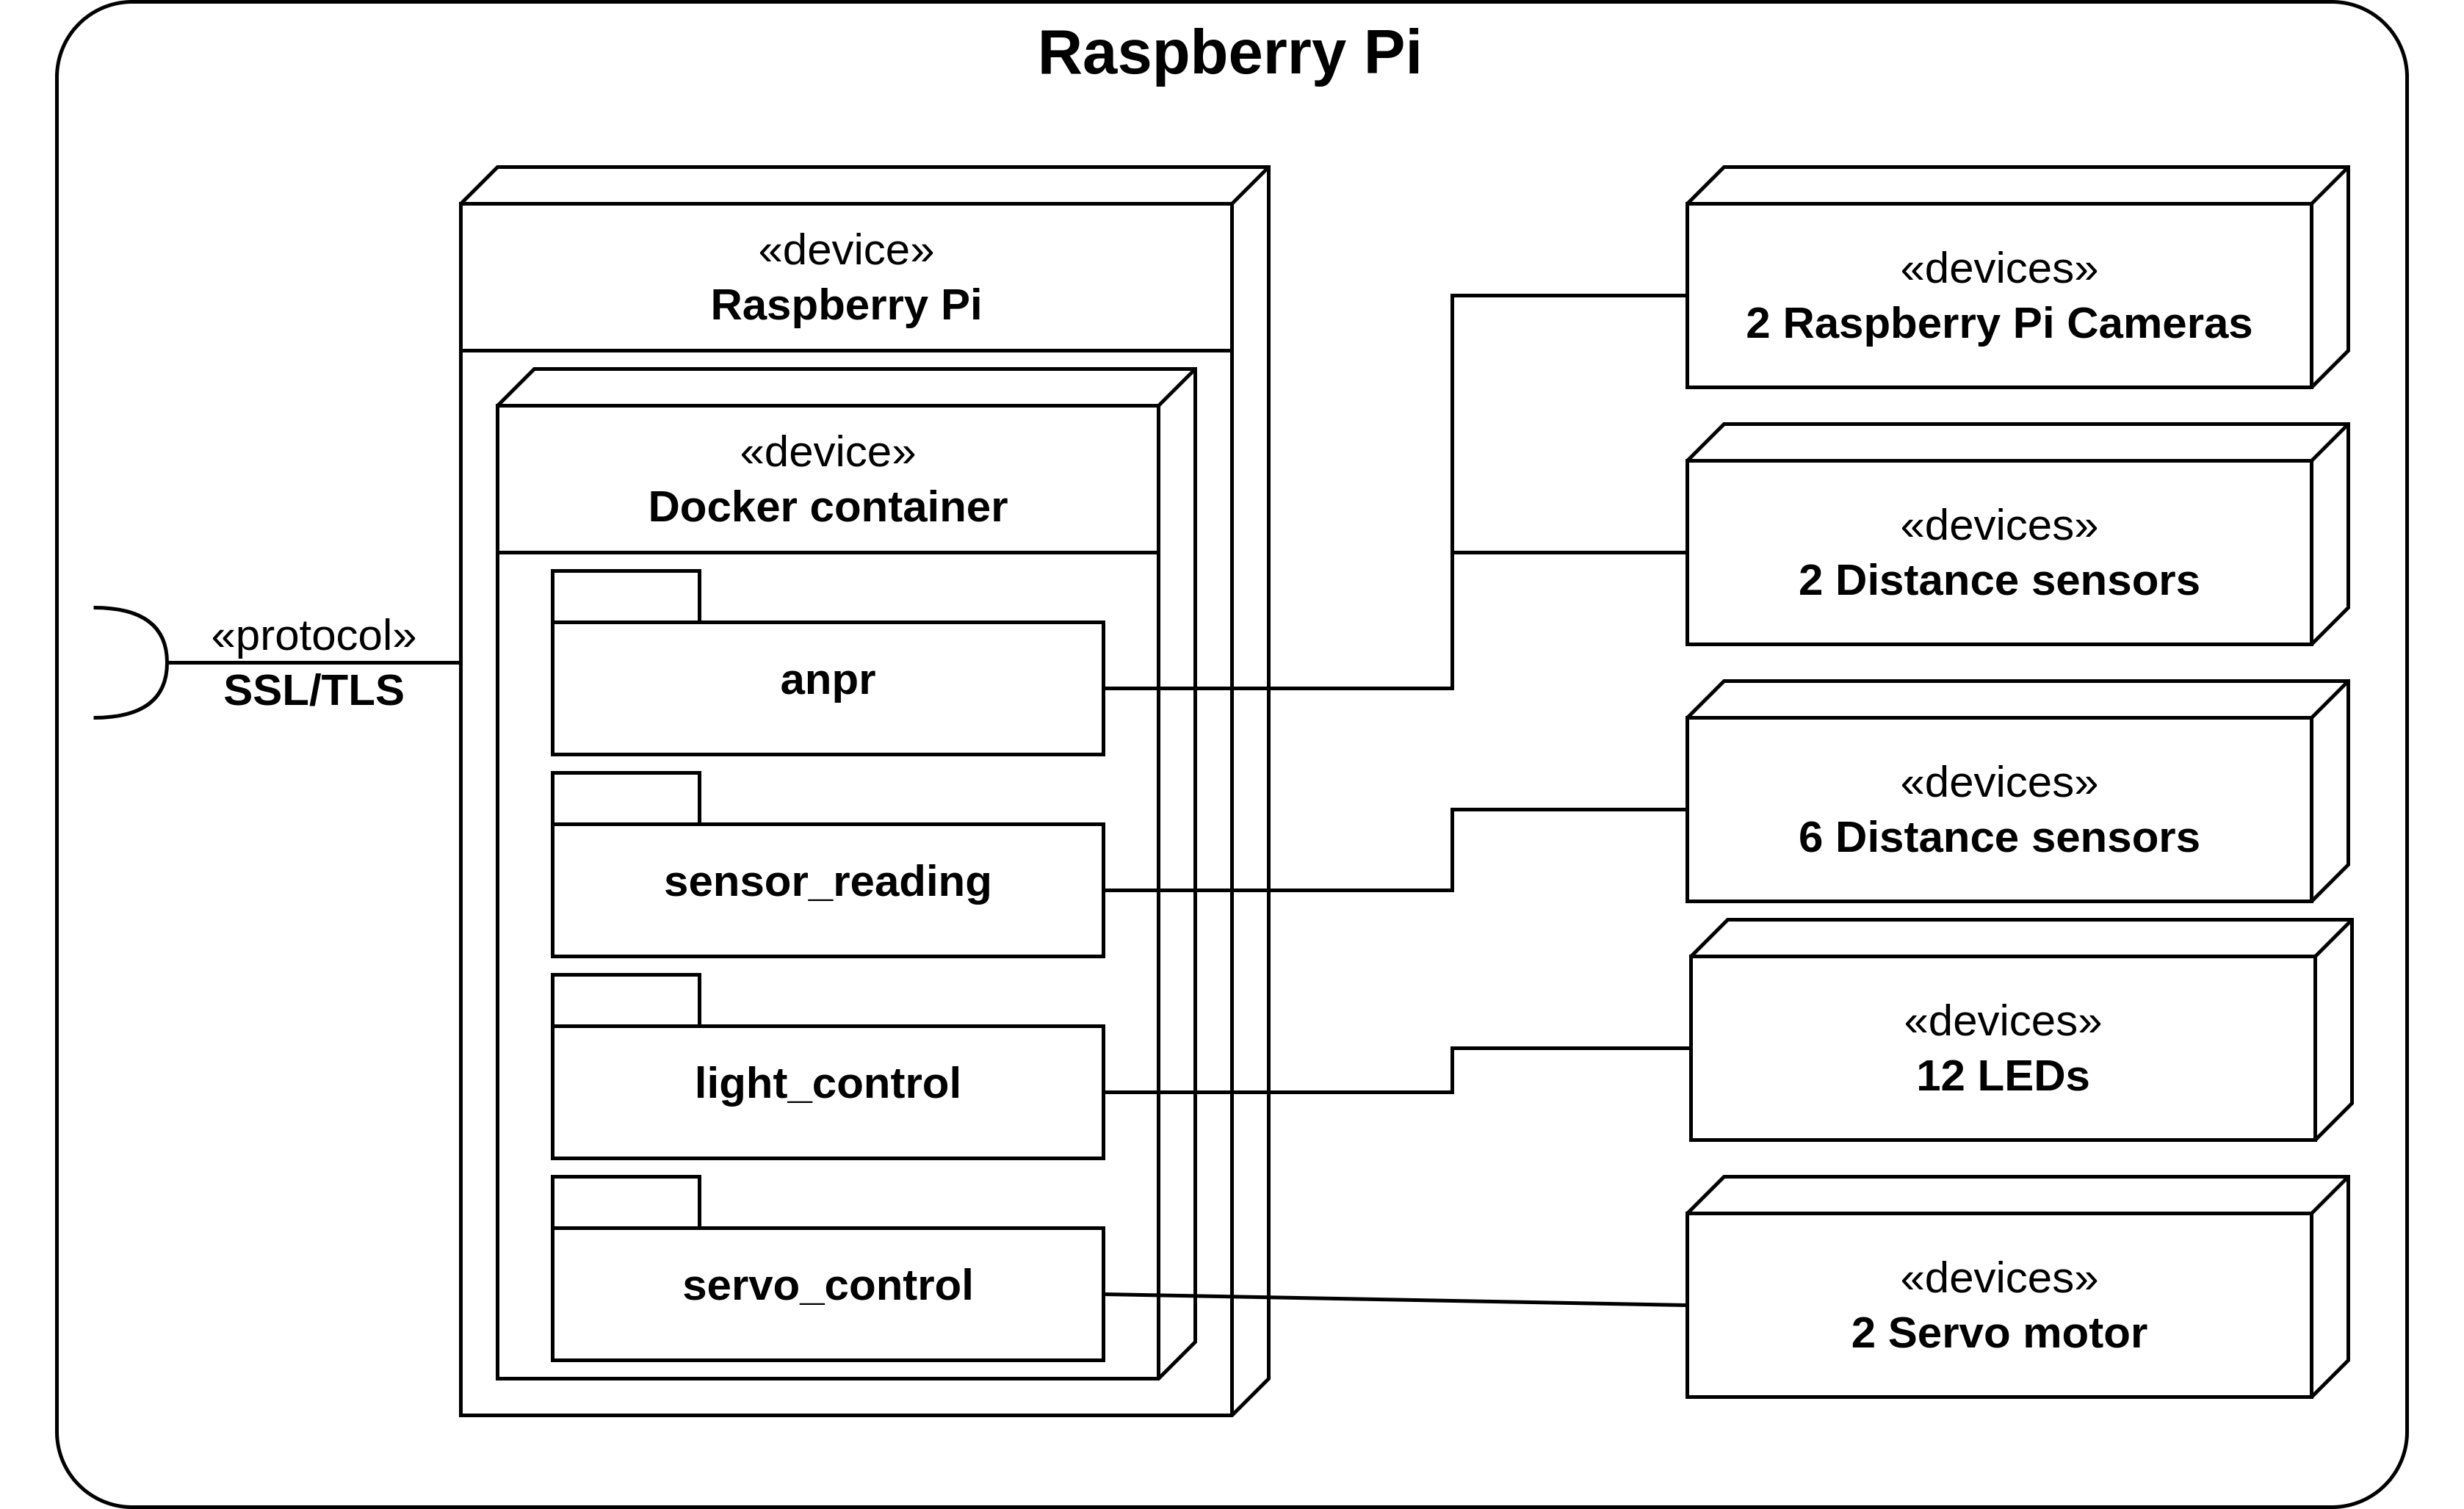 Raspberry Pi
«protocol»
SSL/TLS
«device»
Raspberry Pi
«device»
Docker container
anpr
sensor_reading
light_control
servo_control
«devices»
2 Raspberry Pi Cameras
«devices»
2 Distance sensors
«devices»
6 Distance sensors
«devices»
12 LEDs
«devices»
2 Servo motor